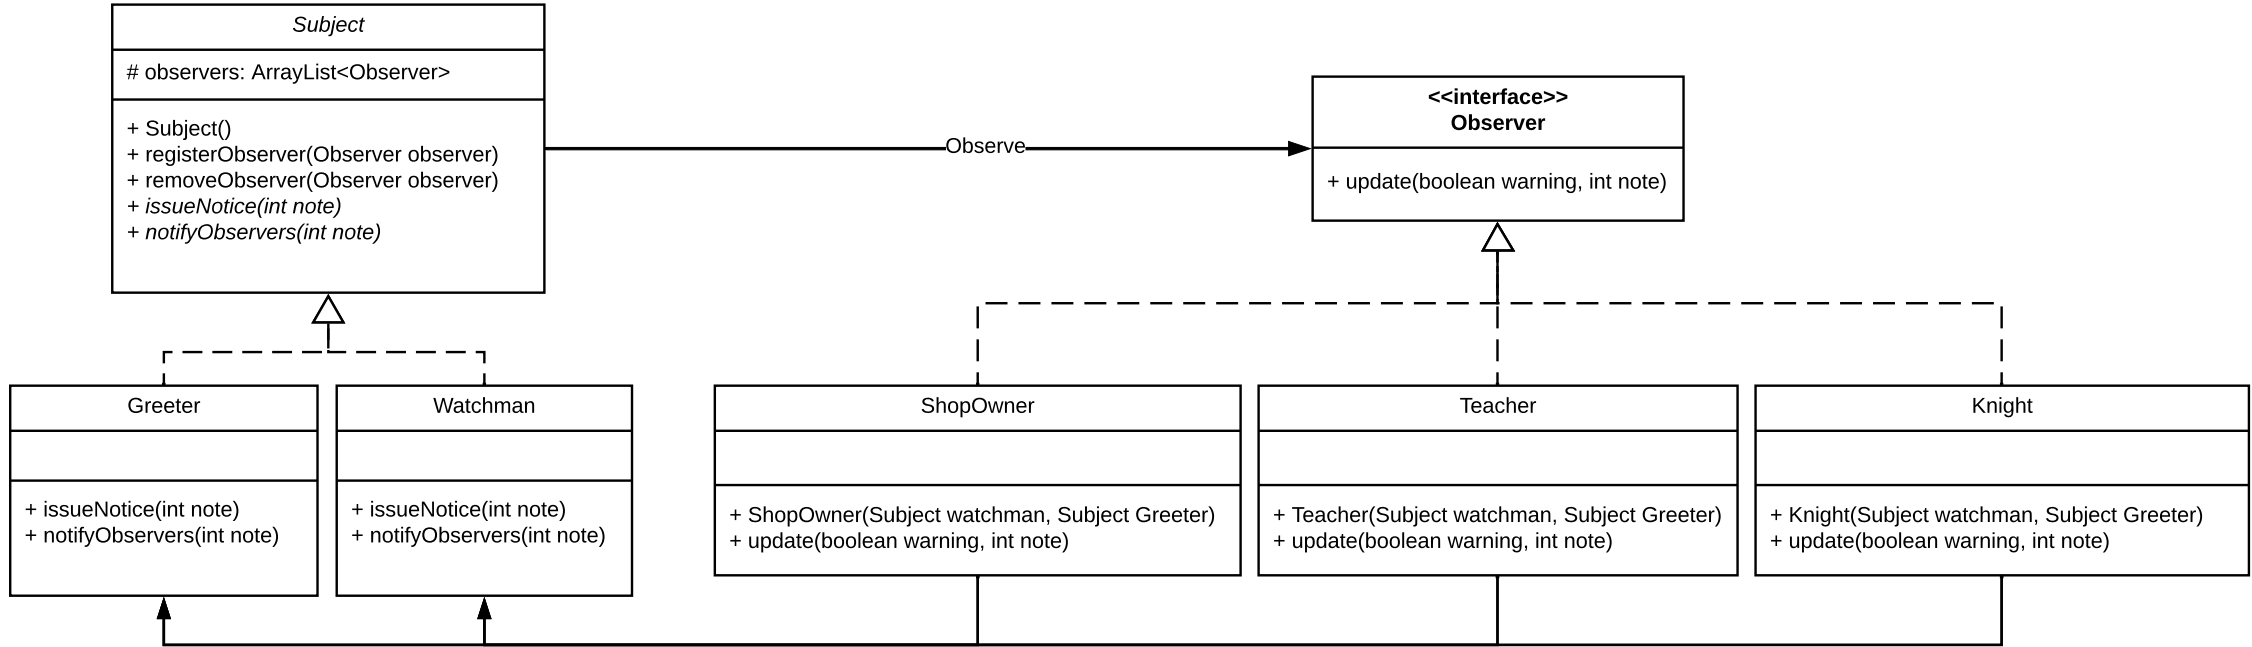 Subject
# observers: ArrayList<Observer>
+ Subject()
+ registerObserver(Observer observer)
+ removeObserver(Observer observer)
+ issueNotice(int note)
+ notifyObservers(int note)
Observe
<<interface>>
Observer
+ update(boolean warning, int note)
Greeter
+ issueNotice(int note)
+ notifyObservers(int note)
Watchman
+ issueNotice(int note)
+ notifyObservers(int note)
ShopOwner
+ ShopOwner(Subject watchman, Subject Greeter)
+ update(boolean warning, int note)
Teacher
+ Teacher(Subject watchman, Subject Greeter)
+ update(boolean warning, int note)
Knight
+ Knight(Subject watchman, Subject Greeter)
+ update(boolean warning, int note)